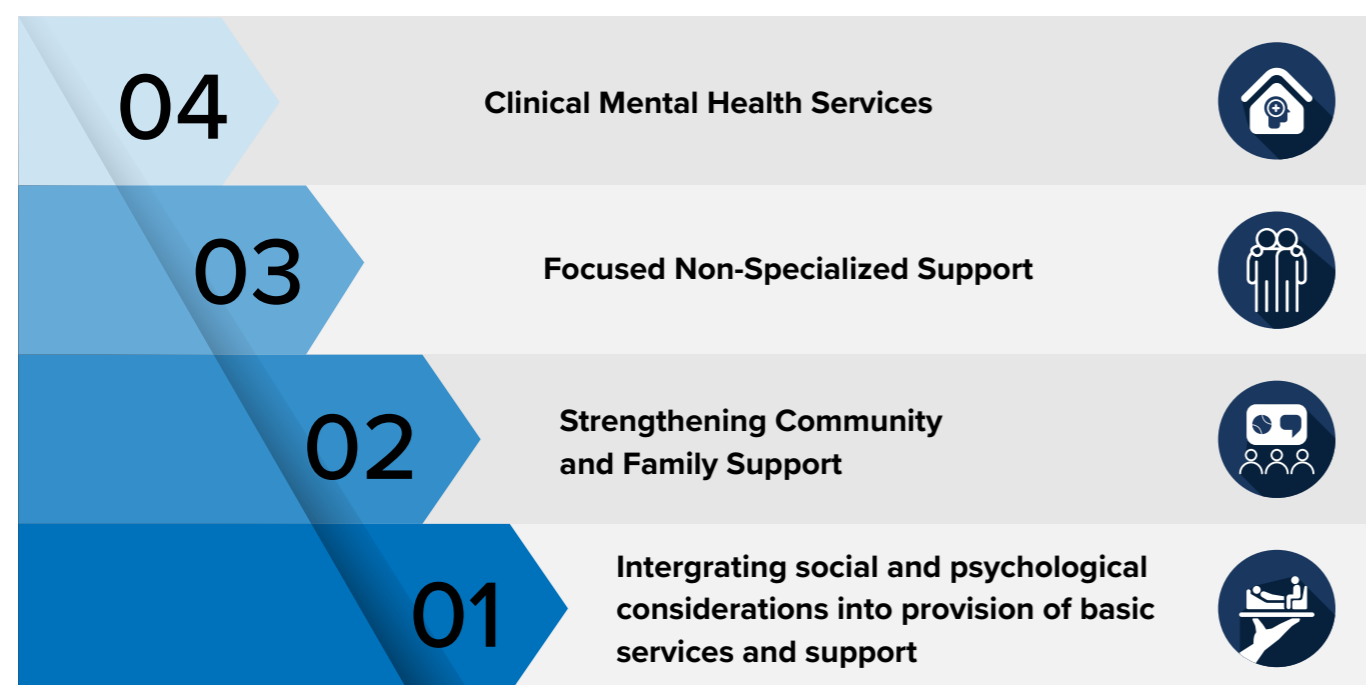 04
Clinical Mental Health Services
03
Focused Non-Specialized Support
02
Strengthening Community
and Family Support
01
Intergrating social and psychological
considerations into provision of basic
services and support